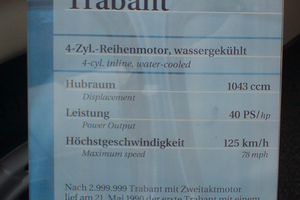 Trabant
4-Zyl.-Reihenmotor, wassergekühlt
4-cyl. inline, water-cooled
Hubraum 1043 ccm
Displacement
Leistung 40 PS/hp
Power Output
Höchstgeschwindigkeit 125 km/h
Maximum speed 78 mph
Nach 2.999.999 Trabant mit Zweitaktmotor
lief am 21. Mai 1990 der erste Trabant mit einem